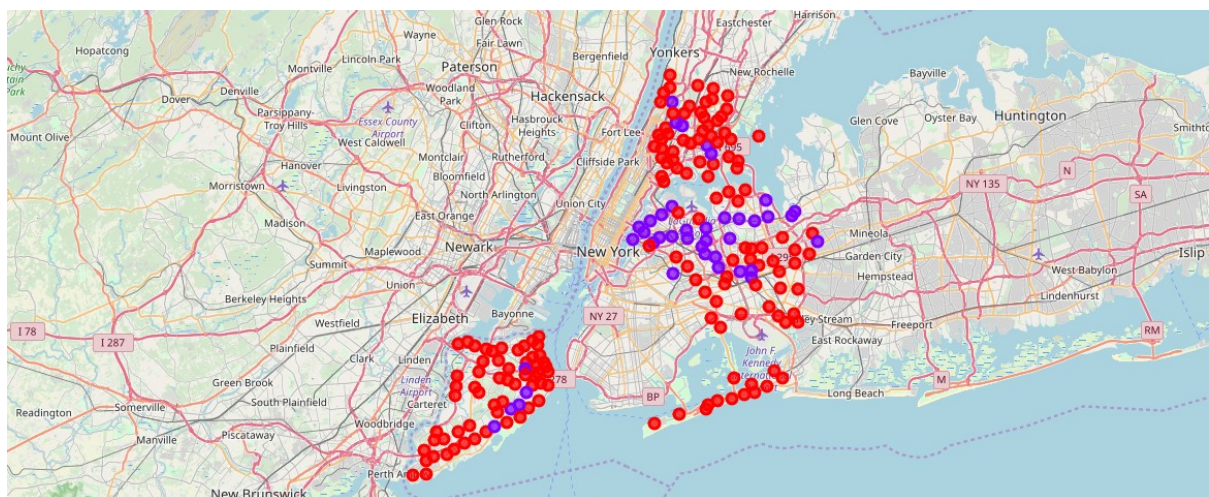 Glen Rock
Eastchester
Harrison
Hopatcong
Wayne
Fair Lawn
Bergenfield
Yonkers
Montville
Lincoln Park
Paterson
New Rochelle
Bayville
Denville
Woodland
Park
Hackensack
Dover
Parsippany-
Troy Hills
Essex County
Airport
Clifton
Hasbrouck
Heights
Fort Lee
Glen Cove
Oyster Bay
Huntington
Mount Olive
West Caldwell
Cliffside Park
695
Hanover
Montclair
Rutherford
N
Morristown
Livingston
Bloomfield
North Arlington
NY 135
SA
Union City
Madison
East Orange
Mineola
Maplewood
Newark
New York
Garden City
Islip
Summit
Hempstead
West Babylon
Union
Lindenhurst
Berkeley Heights
Elizabeth
Bayonne
NY 27
Freeport
I 78
Westfield
East Rockaway
RM
I 287
Plainfield
Clark
Linden
John F.
Kennedy
Green Brook
Linden
Airport
278
M
Long Beach
BP
South Plainfield
Carteret
Readington
Somerville
Woodbridge
Manville
Piscataway
New Brunswick